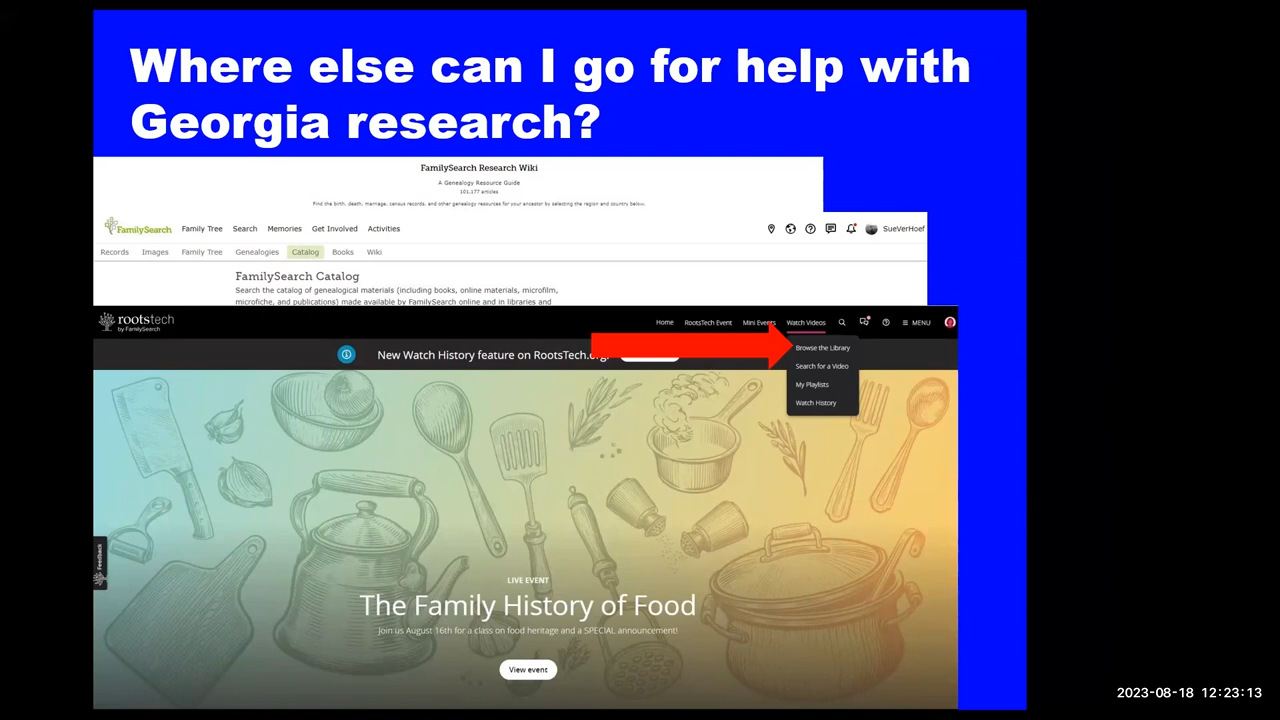 Where else can I go for help with
Georgia research?
FamilySearch Research Wiki
A Genealogy Resource Guide
101,177 articles
Find the birth, death, marriage, census records, and other genealogy resources for your ancestor by selecting the region and country below.
FamilySearch Family Tree Search Memories Get Involved Activities SueVerHoef
Records Images Family Tree Genealogies Catalog Books Wiki
FamilySearch Catalog
Search the catalog of genealogical materials (including books, online materials, microfilm,
microfiche, and publications) made available by FamilySearch online and in libraries and
rootstech
by FamilySearch
Home RootsTech Event Mini Events Watch Videos MENU
New Watch History feature on RootsTech.org!
Browse the Library
Search for a Video
My Playlists
Watch History
Feedback
LIVE EVENT
The Family History of Food
Join us August 16th for a class on food heritage and a SPECIAL announcement!
View event
2023-08-18 12:23:13